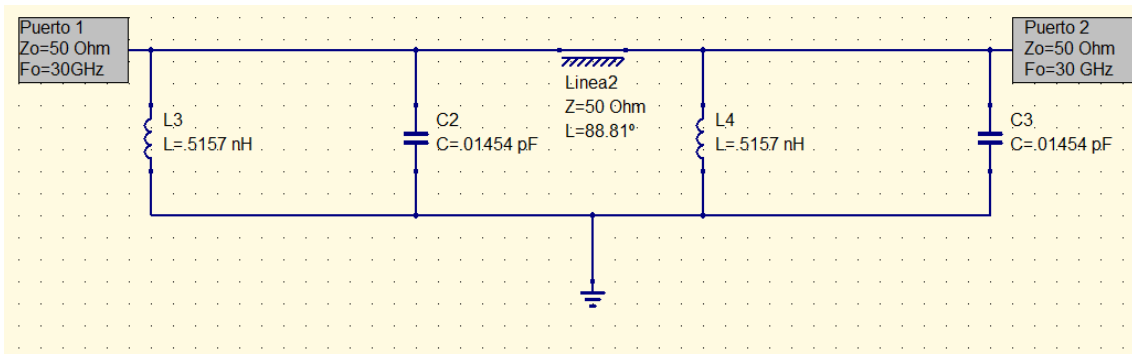 Puerto 1
Zo=50 Ohm
Fo=30GHz
L3
L=.5157 nH
C2
C=.01454 pF
Linea2
Z=50 Ohm
L=88.81º
L4
L=.5157 nH
Puerto 2
Zo=50 Ohm
Fo=30 GHz
C3
C=.01454 pF